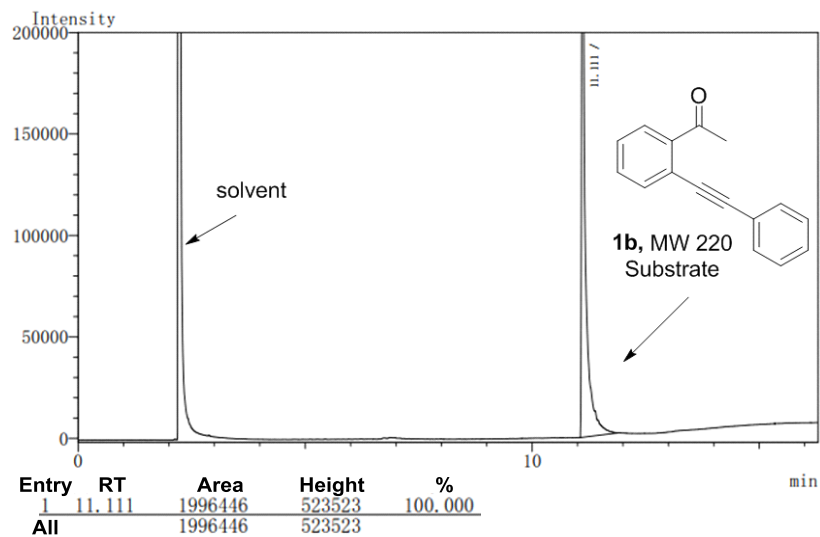 Intensity
200000
150000
100000
50000
0
0
10
min
solvent
11.111
O
1b, MW 220
Substrate
Entry RT Area Height %
1 11.111 1996446 523523 100.000
All 1996446 523523